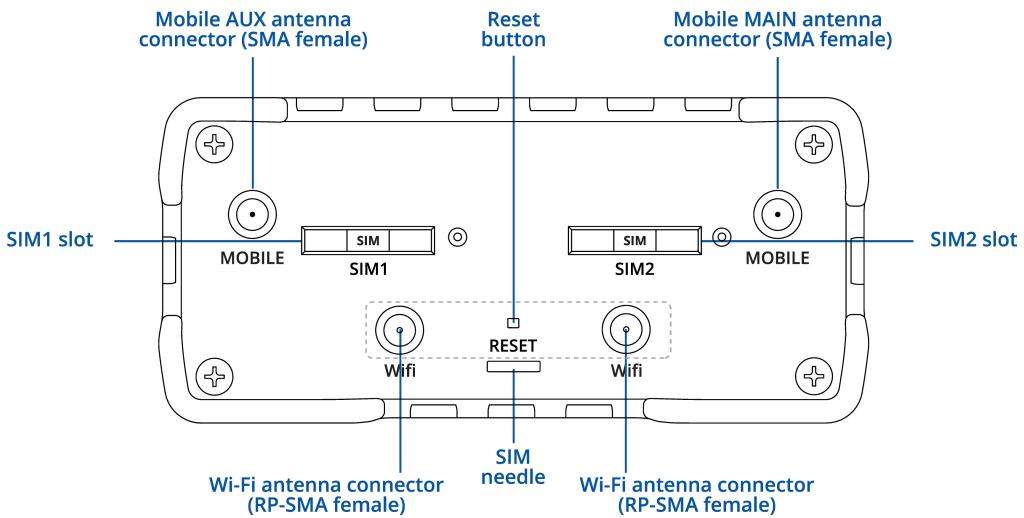 Mobile AUX antenna
connector (SMA female)
Reset
button
Mobile MAIN antenna
connector (SMA female)
SIM1 slot
MOBILE
SIM
SIM1
SIM
SIM2
MOBILE
SIM2 slot
RESET
Wifi
Wifi
SIM
needle
Wi-Fi antenna connector
(RP-SMA female)
Wi-Fi antenna connector
(RP-SMA female)